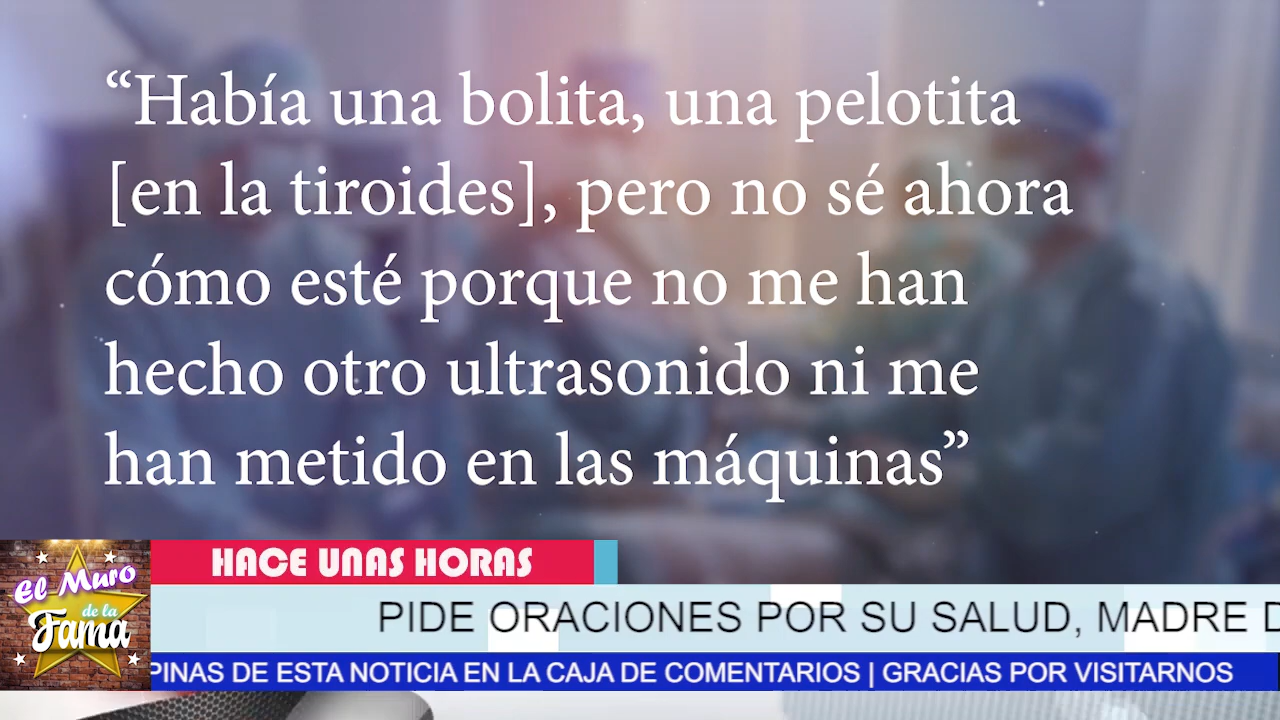 “Había una bolita, una pelotita
[en la tiroides], pero no sé ahora
cómo esté porque no me han
hecho otro ultrasonido ni me
han metido en las máquinas”
HACE UNAS HORAS
El Muro
de la
Fama
PIDE ORACIONES POR SU SALUD, MADRE D
PINAS DE ESTA NOTICIA EN LA CAJA DE COMENTARIOS | GRACIAS POR VISITARNOS